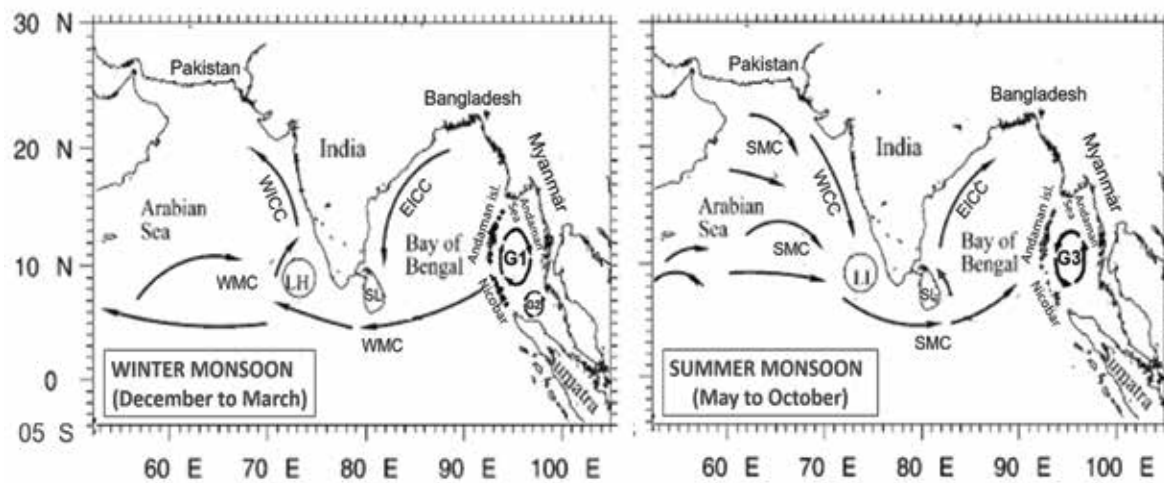 30 N
20 N
10 N
0
05 S
Pakistan
India
Bangladesh
Myanmar
Arabian
Sea
WICC
EICC
Bay of
Bengal
Andaman isl.
Andaman
Sea
Nicobar
G1
G2
LH
SL
WMC
WMC
Sumatra
WINTER MONSOON
(December to March)
60 E
70 E
80 E
90 E
100 E
Pakistan
India
Bangladesh
Myanmar
Arabian
Sea
SMC
WICC
SMC
EICC
Bay of
Bengal
Andaman isl.
Andaman
Sea
Nicobar
G3
SL
SMC
SMC
Sumatra
SUMMER MONSOON
(May to October)
60 E
70 E
80 E
90 E
100 E